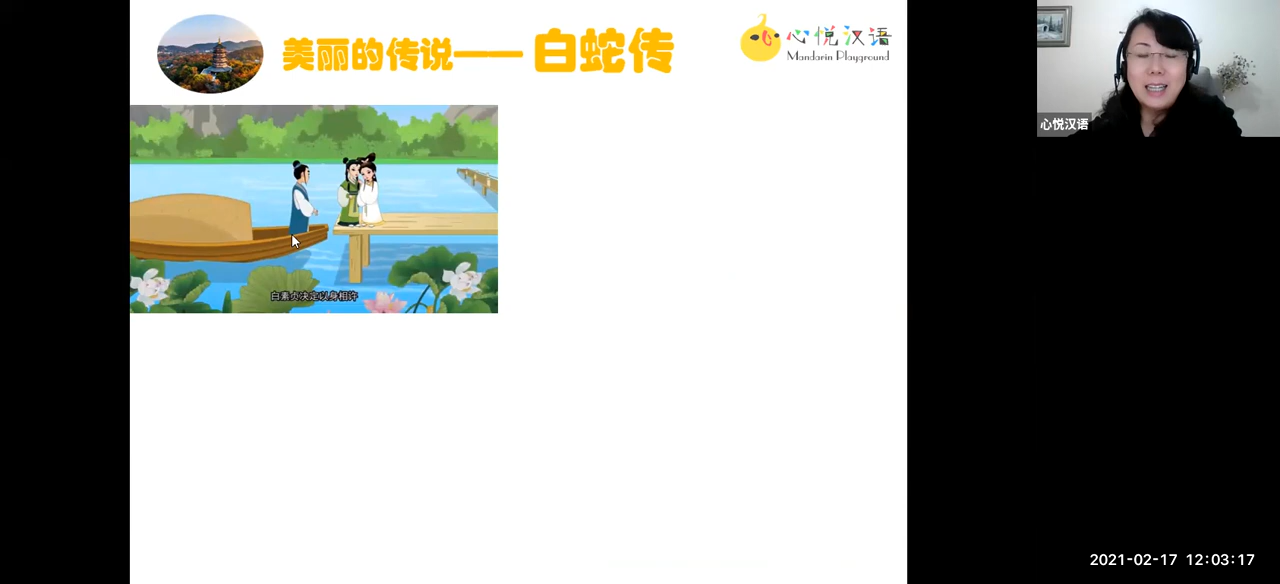 美丽的传说——白蛇传
心悦汉语
Mandarin Playground
心悦汉语
白素贞决定以身相许
2021-02-17 12:03:17